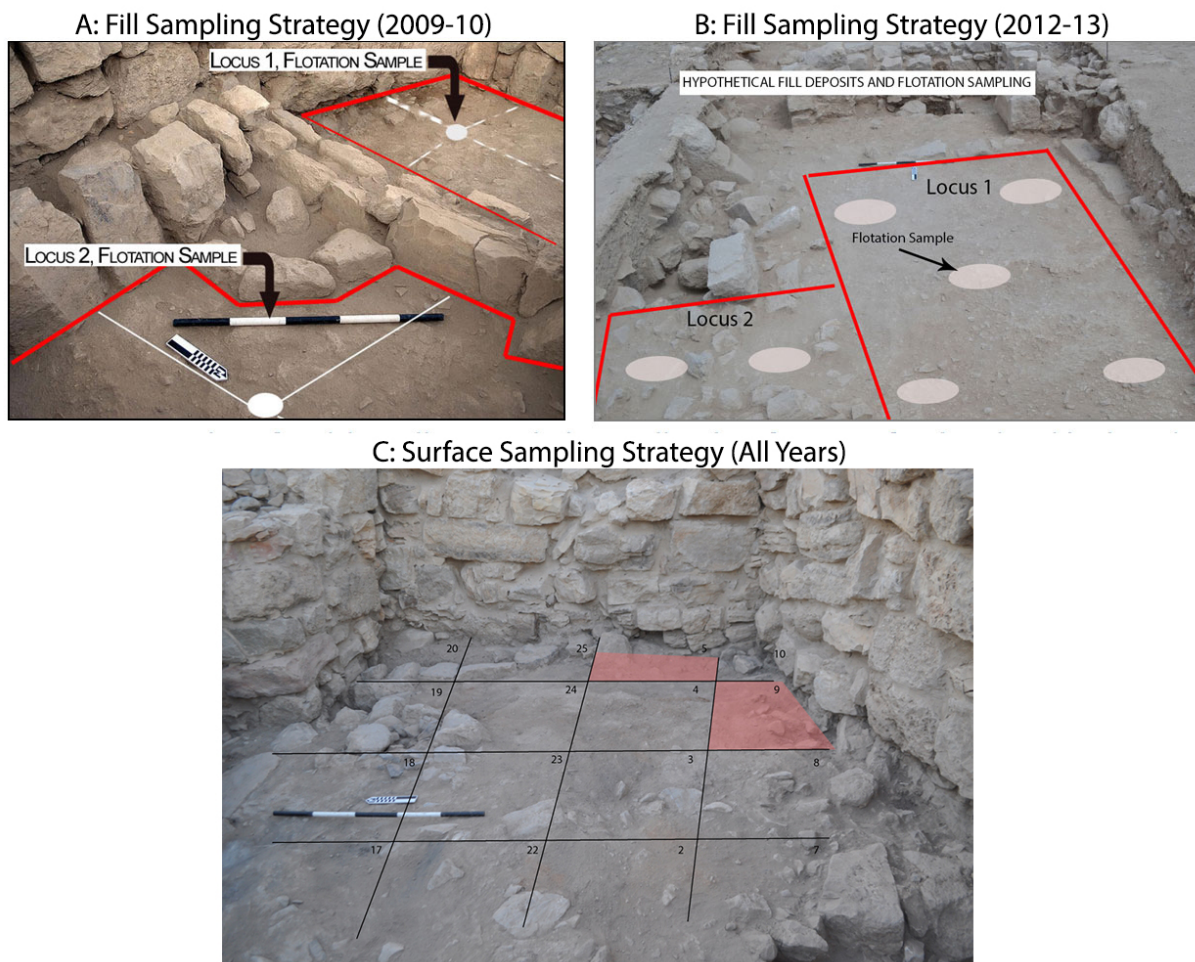 A: Fill Sampling Strategy (2009-10)
LOCUS 1, FLOTATION SAMPLE
LOCUS 2, FLOTATION SAMPLE
B: Fill Sampling Strategy (2012-13)
HYPOTHETICAL FILL DEPOSITS AND FLOTATION SAMPLING
Locus 1
Flotation Sample
Locus 2
C: Surface Sampling Strategy (All Years)
20 25 5 10
19 24 4 9
18 23 3 8
17 22 2 7